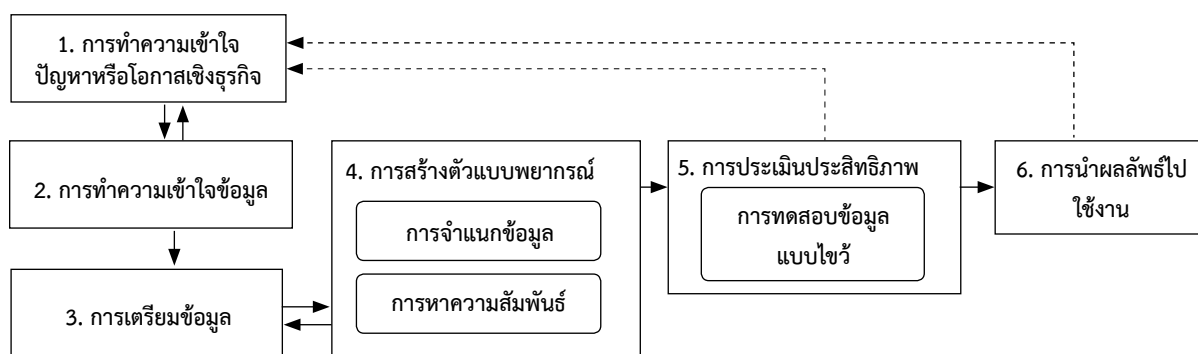 1. การทำความเข้าใจ
ปัญหาหรือโอกาสเชิงธุรกิจ
2. การทำความเข้าใจข้อมูล
3. การเตรียมข้อมูล
4. การสร้างตัวแบบพยากรณ์
การจำแนกข้อมูล
การหาความสัมพันธ์
5. การประเมินประสิทธิภาพ
การทดสอบข้อมูล
แบบไขว้
6. การนำผลลัพธ์ไป
ใช้งาน